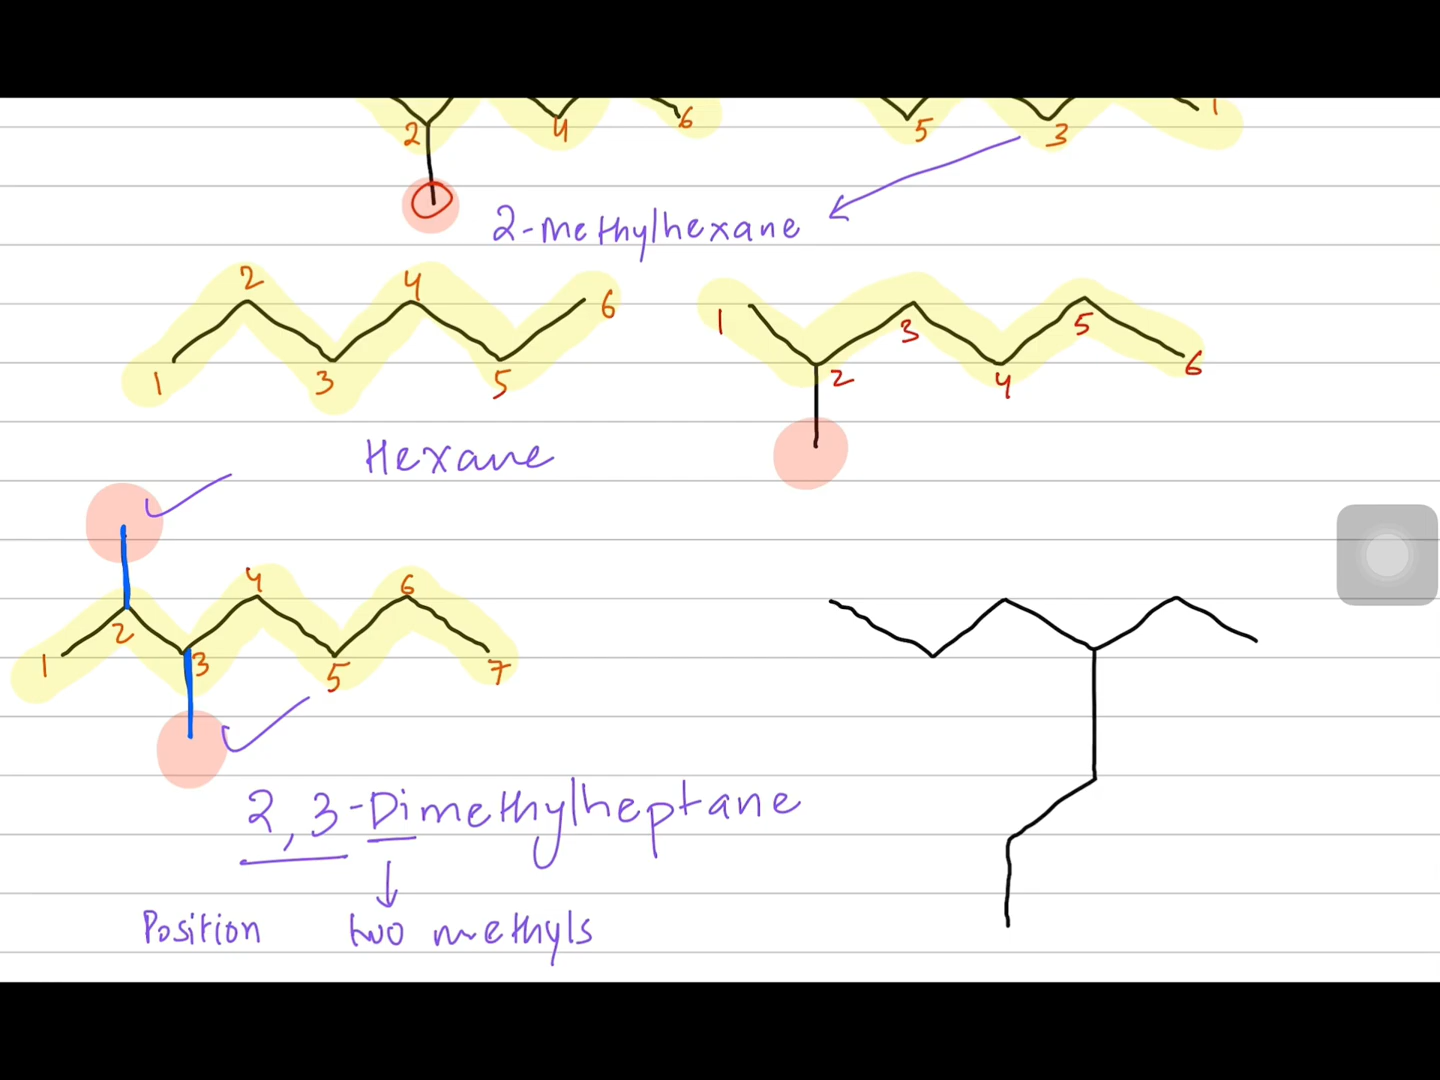 2 4 6 5 3 1
2-methylhexane
2 4 6
1 3 5
1 2 3 4 5 6
Hexane
4 6
1 2 3 5 7
2, 3-Dimethylheptane
Position two methyls